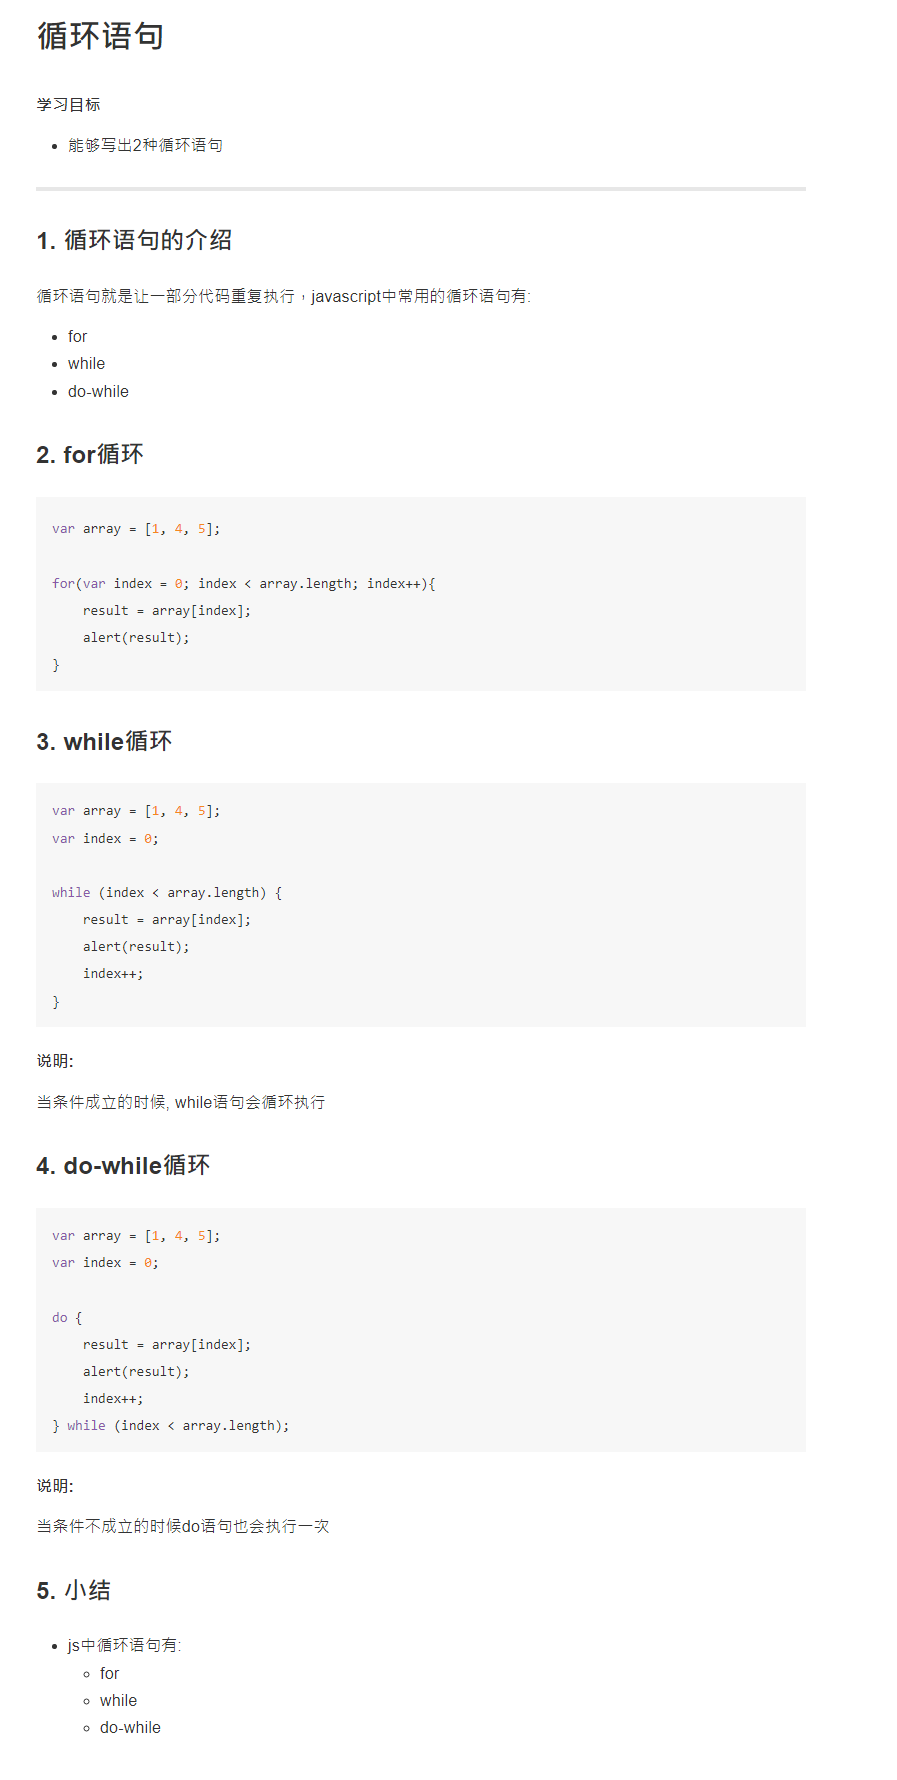 循环语句
学习目标
能够写出2种循环语句
1. 循环语句的介绍
循环语句就是让一部分代码重复执行，javascript中常用的循环语句有:
for
while
do-while
2. for循环
var array = [1, 4, 5];
for(var index = 0; index < array.length; index++){
    result = array[index];
    alert(result);
}
3. while循环
var array = [1, 4, 5];
var index = 0;
while (index < array.length) {
    result = array[index];
    alert(result);
    index++;
}
说明:
当条件成立的时候, while语句会循环执行
4. do-while循环
var array = [1, 4, 5];
var index = 0;
do {
    result = array[index];
    alert(result);
    index++;
} while (index < array.length);
说明:
当条件不成立的时候do语句也会执行一次
5. 小结
js中循环语句有:
for
while
do-while